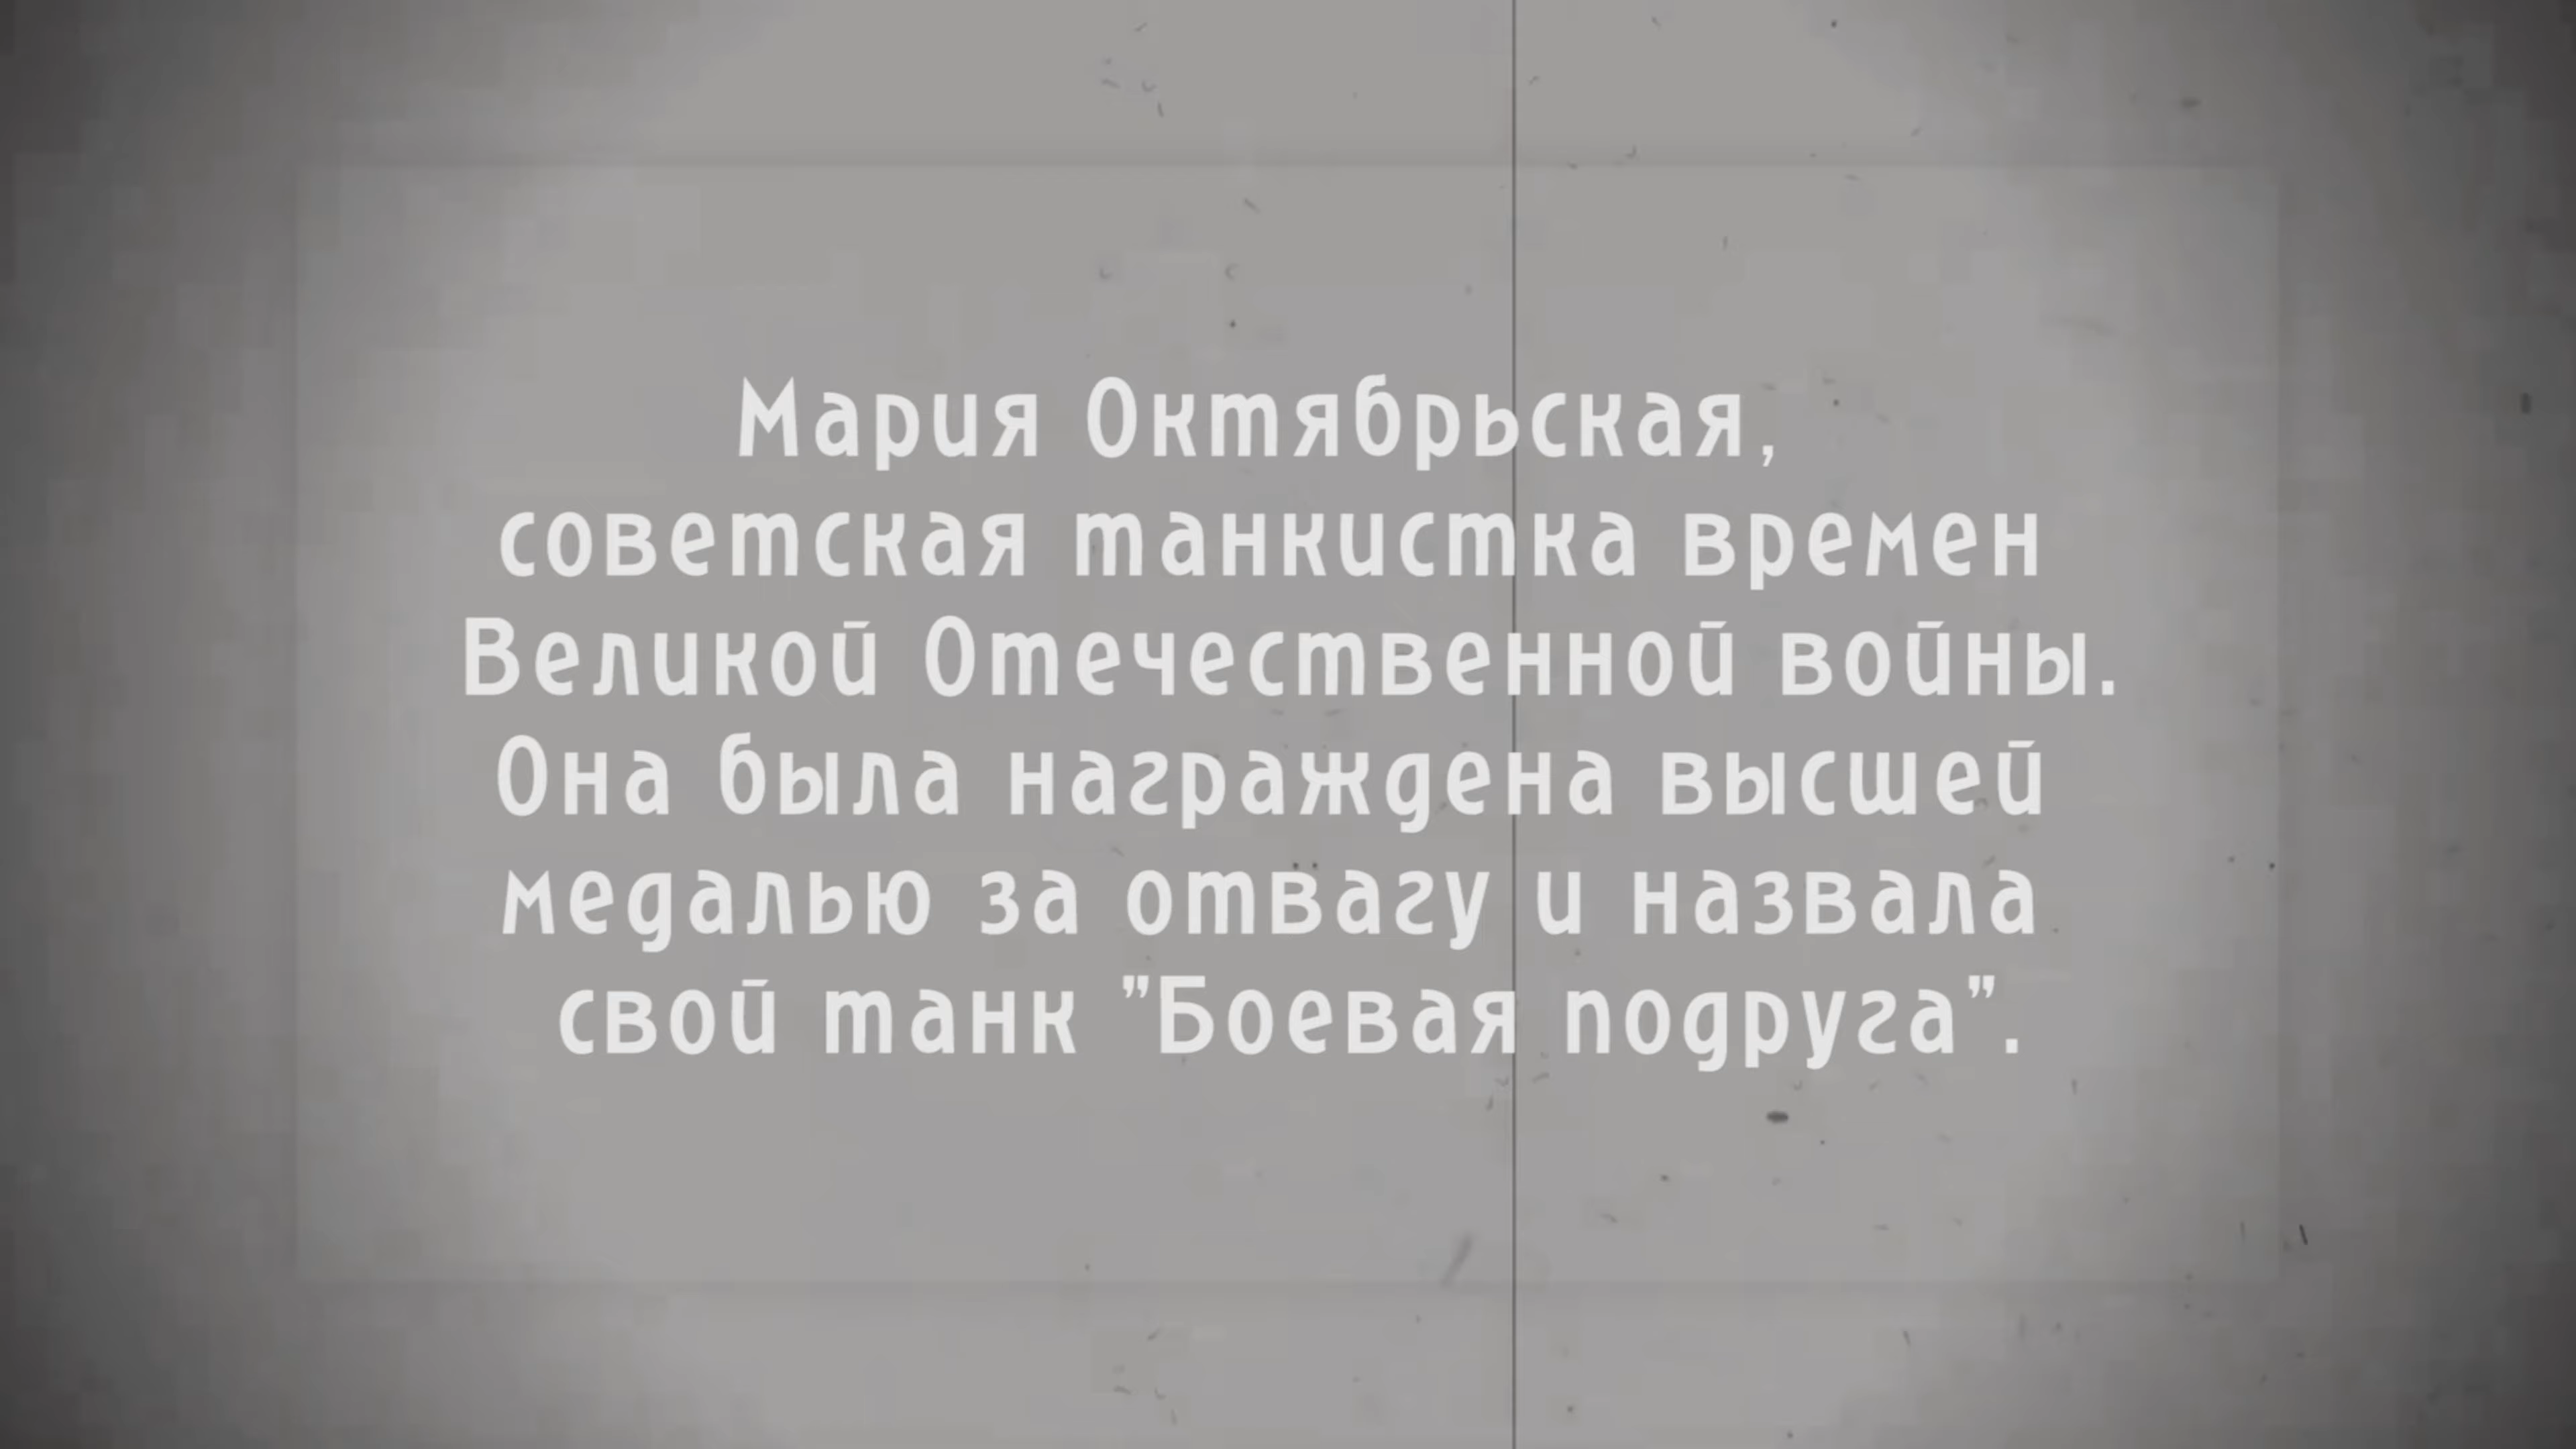 Мария Октябрьская,
советская танкистка времен
Великой Отечественной войны.
Она была награждена высшей
медалью за отвагу и назвала
свой танк "Боевая подруга".